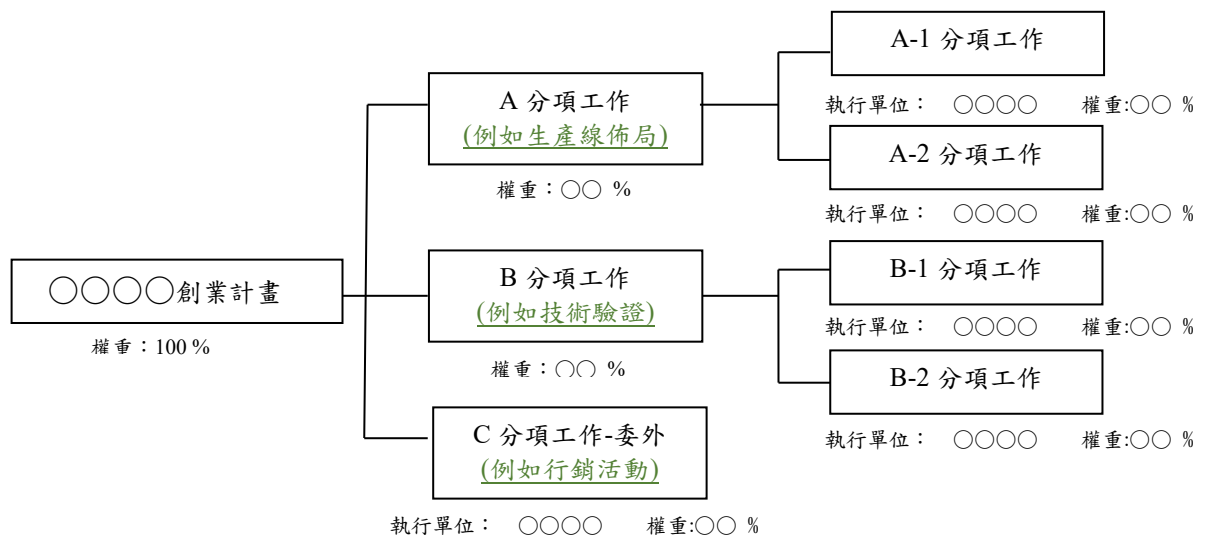 ○○○○創業計畫
權重：100 %
A 分項工作
(例如生產線佈局)
權重：○○ %
A-1 分項工作
執行單位： ○○○○ 權重:○○ %
A-2 分項工作
執行單位： ○○○○ 權重:○○ %
B 分項工作
(例如技術驗證)
權重：○○ %
B-1 分項工作
執行單位： ○○○○ 權重:○○ %
B-2 分項工作
執行單位： ○○○○ 權重:○○ %
C 分項工作-委外
(例如行銷活動)
執行單位： ○○○○ 權重:○○ %